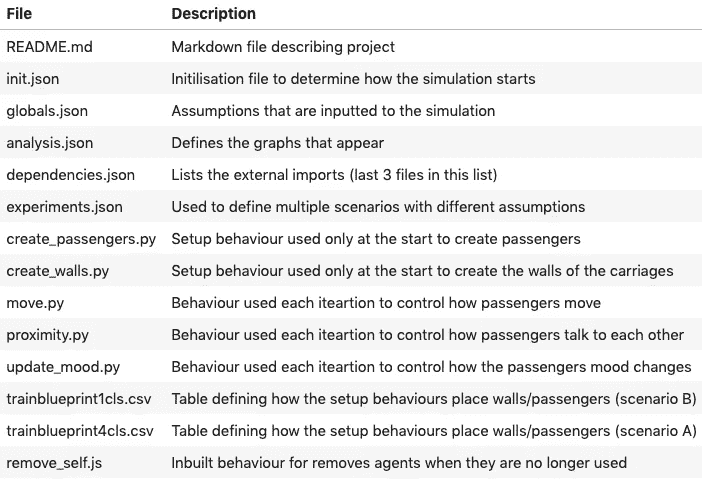 File Description
README.md Markdown file describing project
init.json Initilisation file to determine how the simulation starts
globals.json Assumptions that are inputted to the simulation
analysis.json Defines the graphs that appear
dependencies.json Lists the external imports (last 3 files in this list)
experiments.json Used to define multiple scenarios with different assumptions
create_passengers.py Setup behaviour used only at the start to create passengers
create_walls.py Setup behaviour used only at the start to create the walls of the carriages
move.py Behaviour used each iteartion to control how passengers move
proximity.py Behaviour used each iteartion to control how passengers talk to each other
update_mood.py Behaviour used each iteartion to control how the passengers mood changes
trainblueprint1cls.csv Table defining how the setup behaviours place walls/passengers (scenario B)
trainblueprint4cls.csv Table defining how the setup behaviours place walls/passengers (scenario A)
remove_self.js Inbuilt behaviour for removes agents when they are no longer used